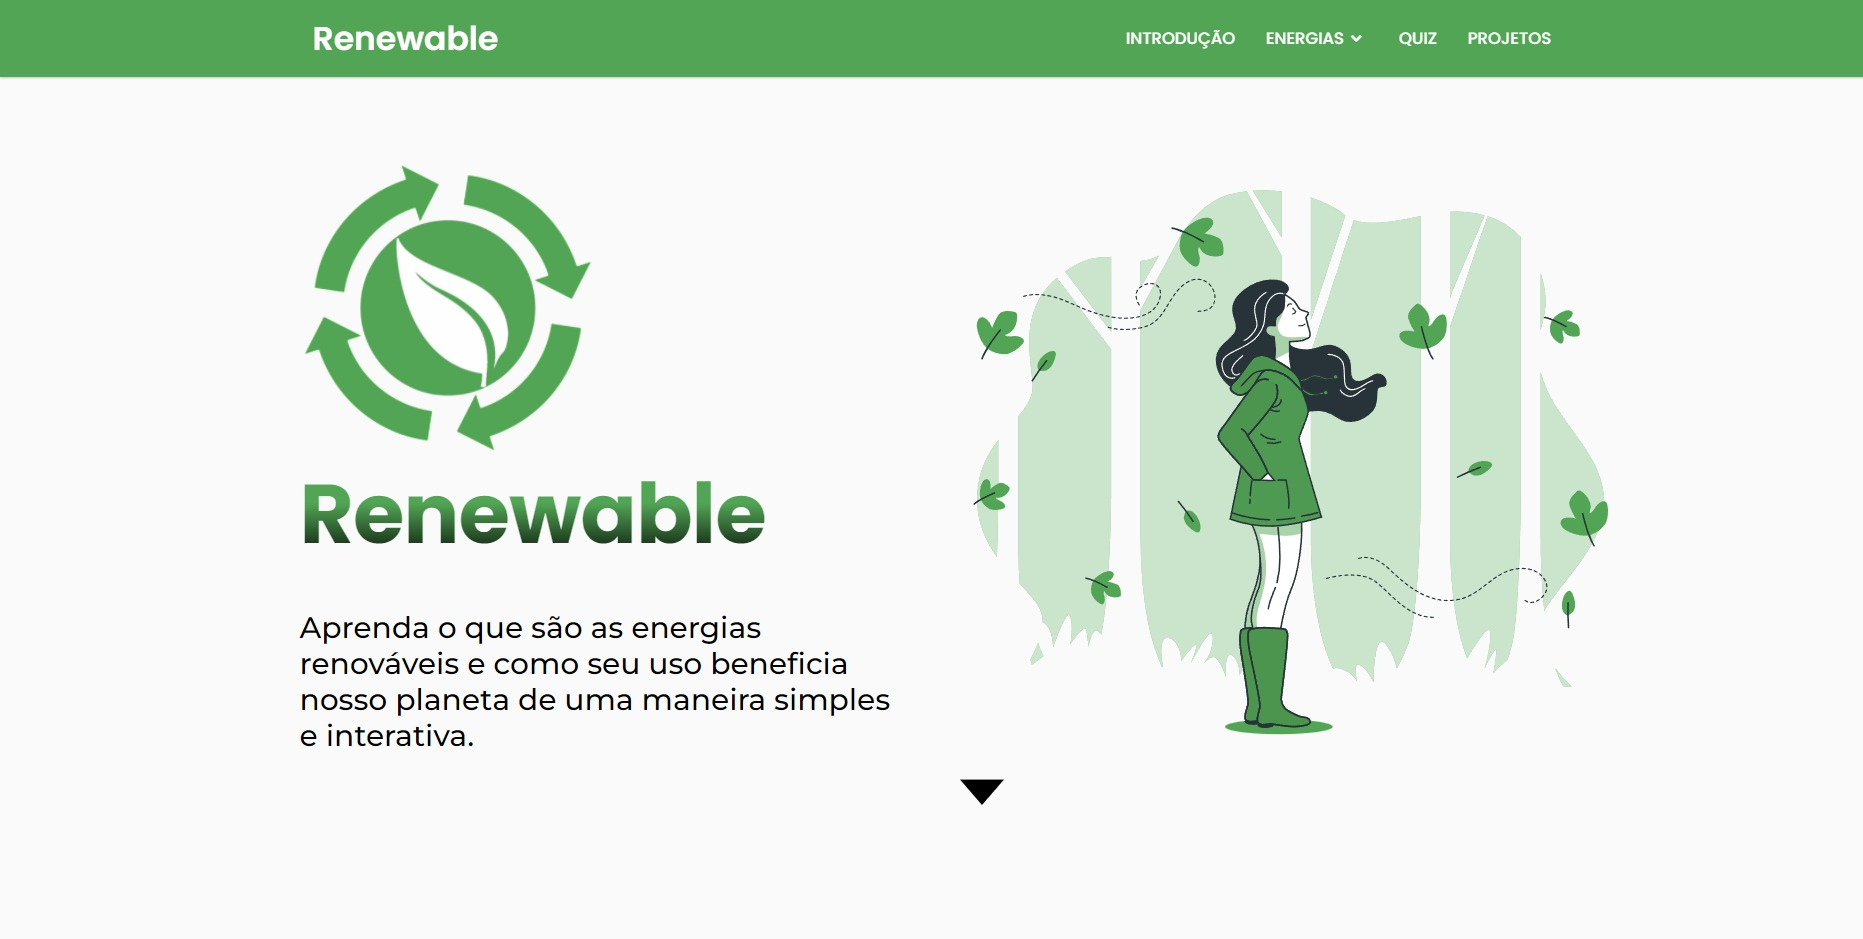 Renewable
INTRODUÇÃO ENERGIAS QUIZ PROJETOS
Renewable
Aprenda o que são as energias
renováveis e como seu uso beneficia
nosso planeta de uma maneira simples
e interativa.